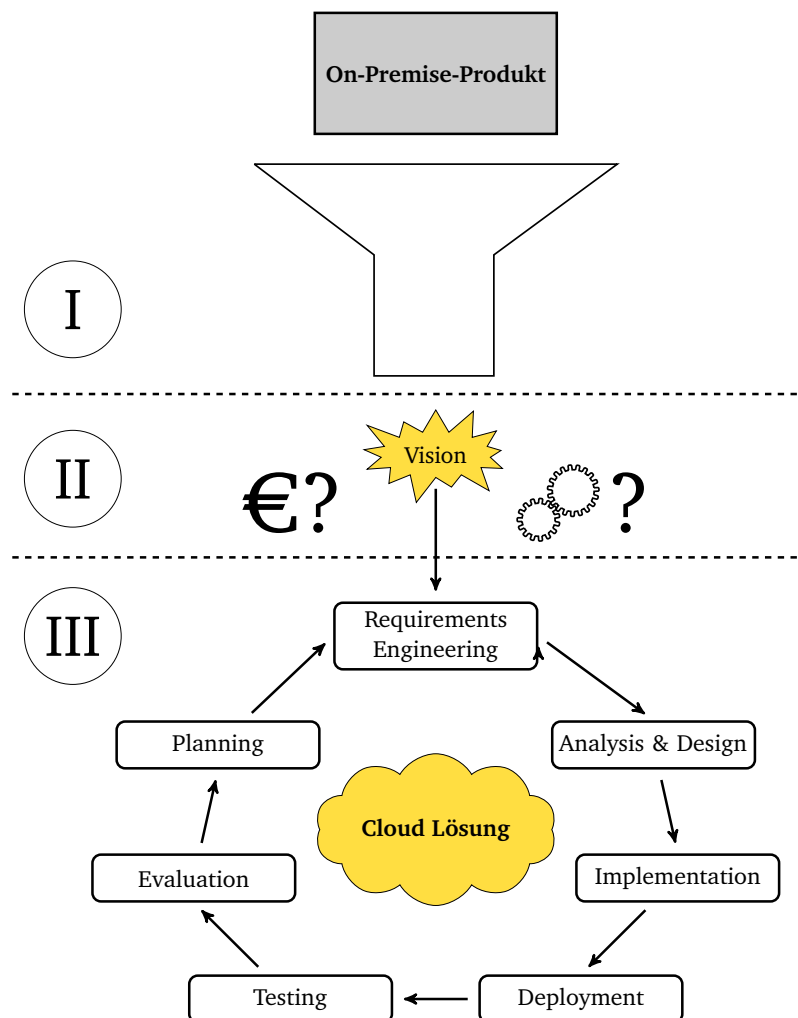 On-Premise-Produkt
I
II
Vision
€?
?
III
Requirements
Engineering
Planning
Analysis & Design
Cloud Lösung
Evaluation
Implementation
Testing
Deployment